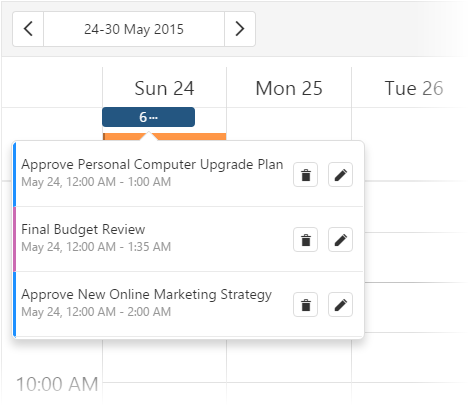 24-30 May 2015
Sun 24
Mon 25
Tue 26
6...
Approve Personal Computer Upgrade Plan
May 24, 12:00 AM - 1:00 AM
Final Budget Review
May 24, 12:00 AM - 1:35 AM
Approve New Online Marketing Strategy
May 24, 12:00 AM - 2:00 AM
10:00 AM